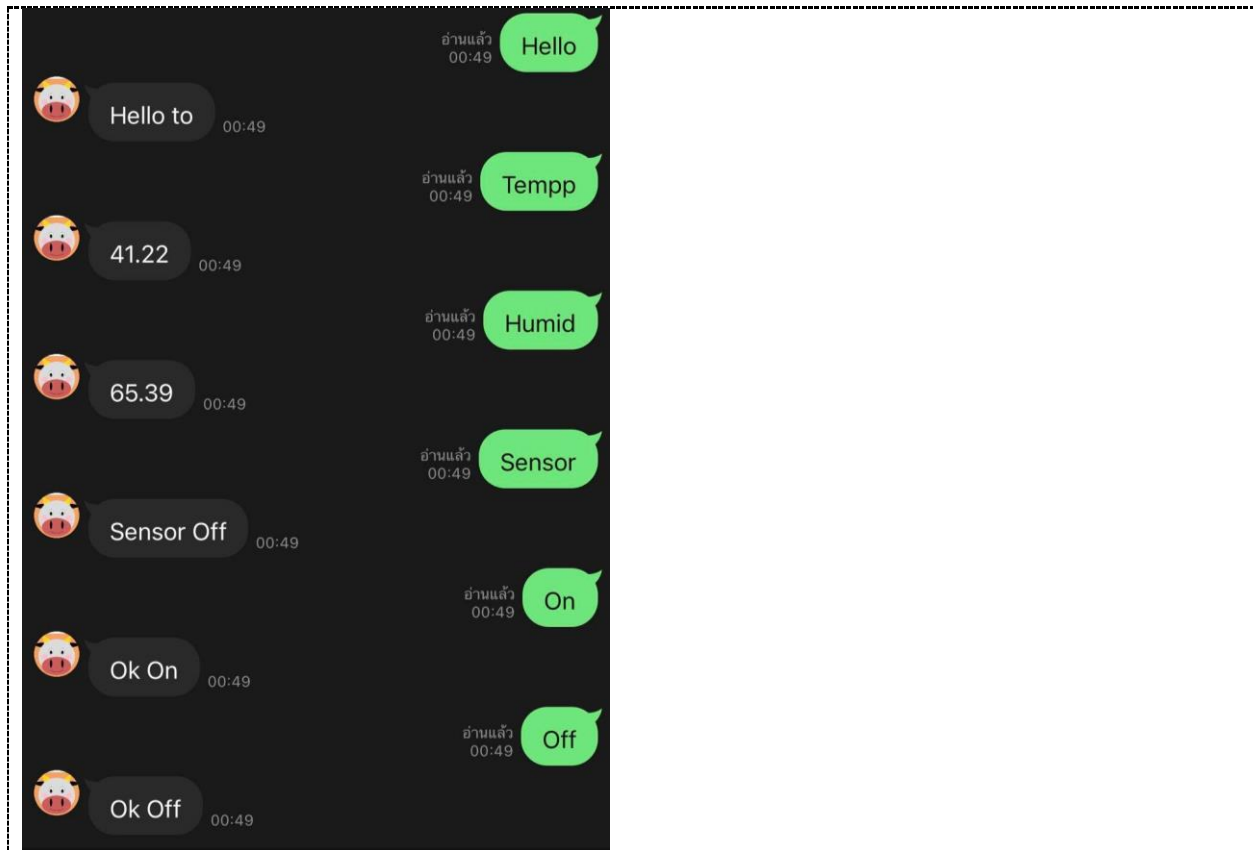 อ่านแล้ว
00:49
Hello
Hello to
00:49
อ่านแล้ว
00:49
Tempp
41.22
00:49
อ่านแล้ว
00:49
Humid
65.39
00:49
อ่านแล้ว
00:49
Sensor
Sensor Off
00:49
อ่านแล้ว
00:49
On
Ok On
00:49
อ่านแล้ว
00:49
Off
Ok Off
00:49